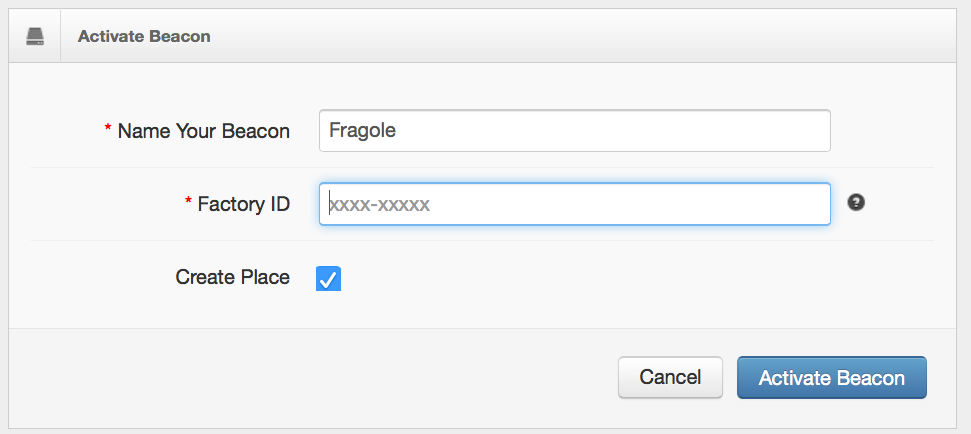 Activate Beacon
* Name Your Beacon Fragole
* Factory ID xxxx-xxxxx ?
Create Place
Cancel Activate Beacon